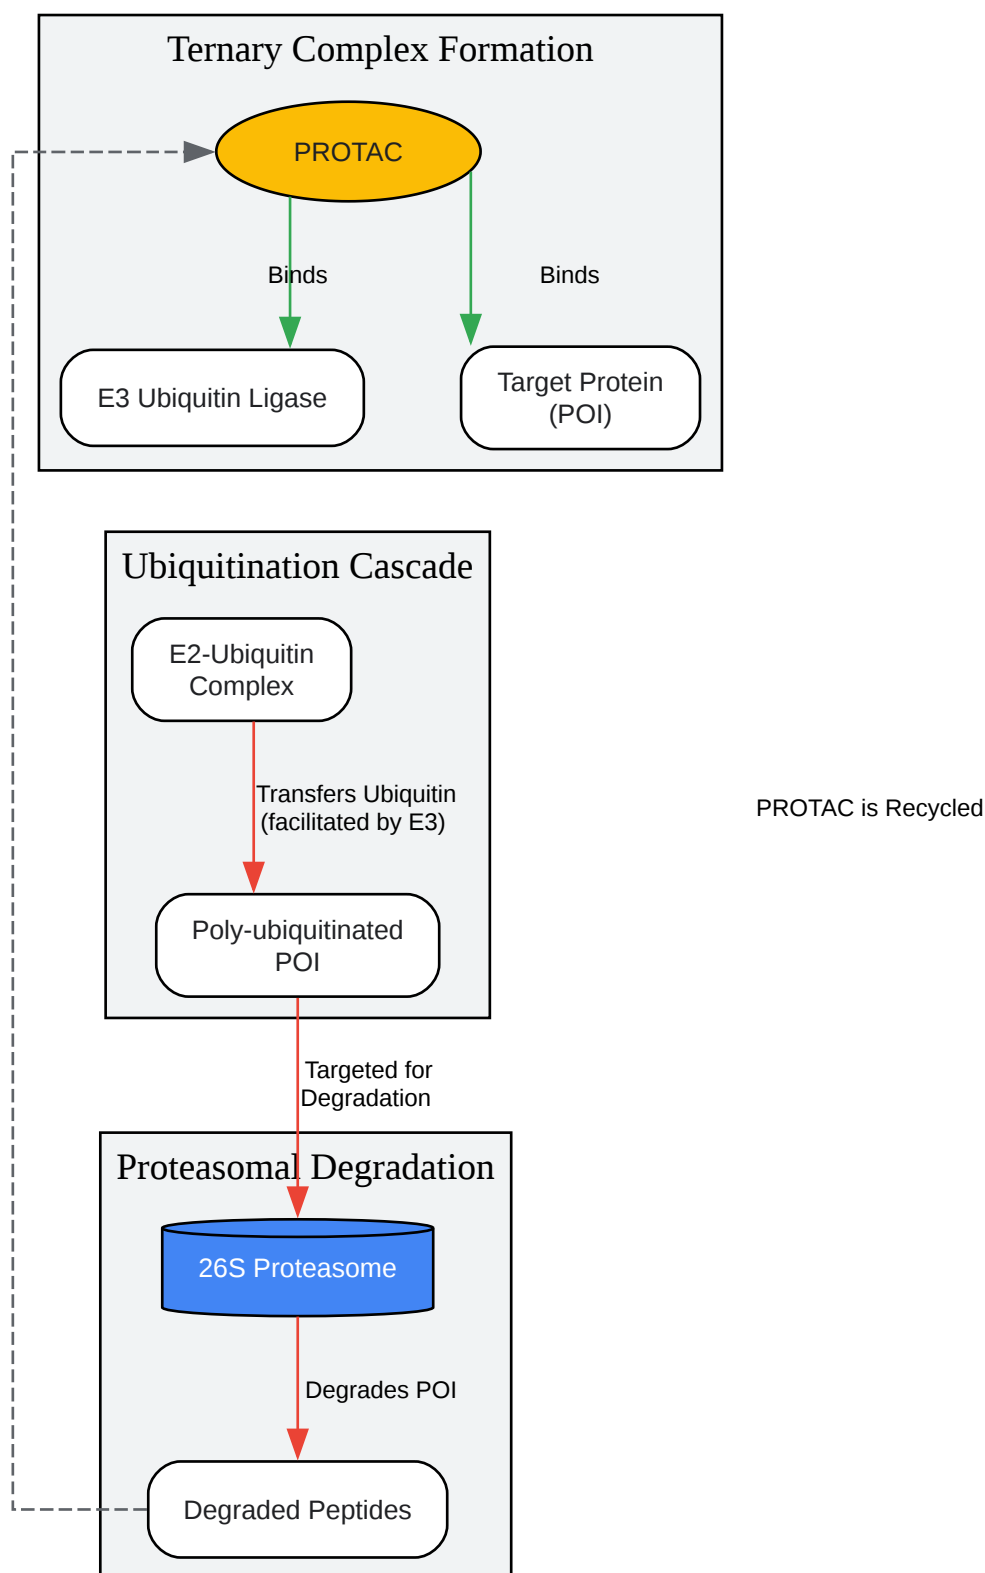 Ternary Complex Formation
PROTAC
Binds
Binds
E3 Ubiquitin Ligase
Target Protein
(POI)
Ubiquitination Cascade
E2-Ubiquitin
Complex
Transfers Ubiquitin
(facilitated by E3)
PROTAC is Recycled
Poly-ubiquitinated
POI
Targeted for
Degradation
Proteasomal Degradation
26S Proteasome
Degrades POI
Degraded Peptides